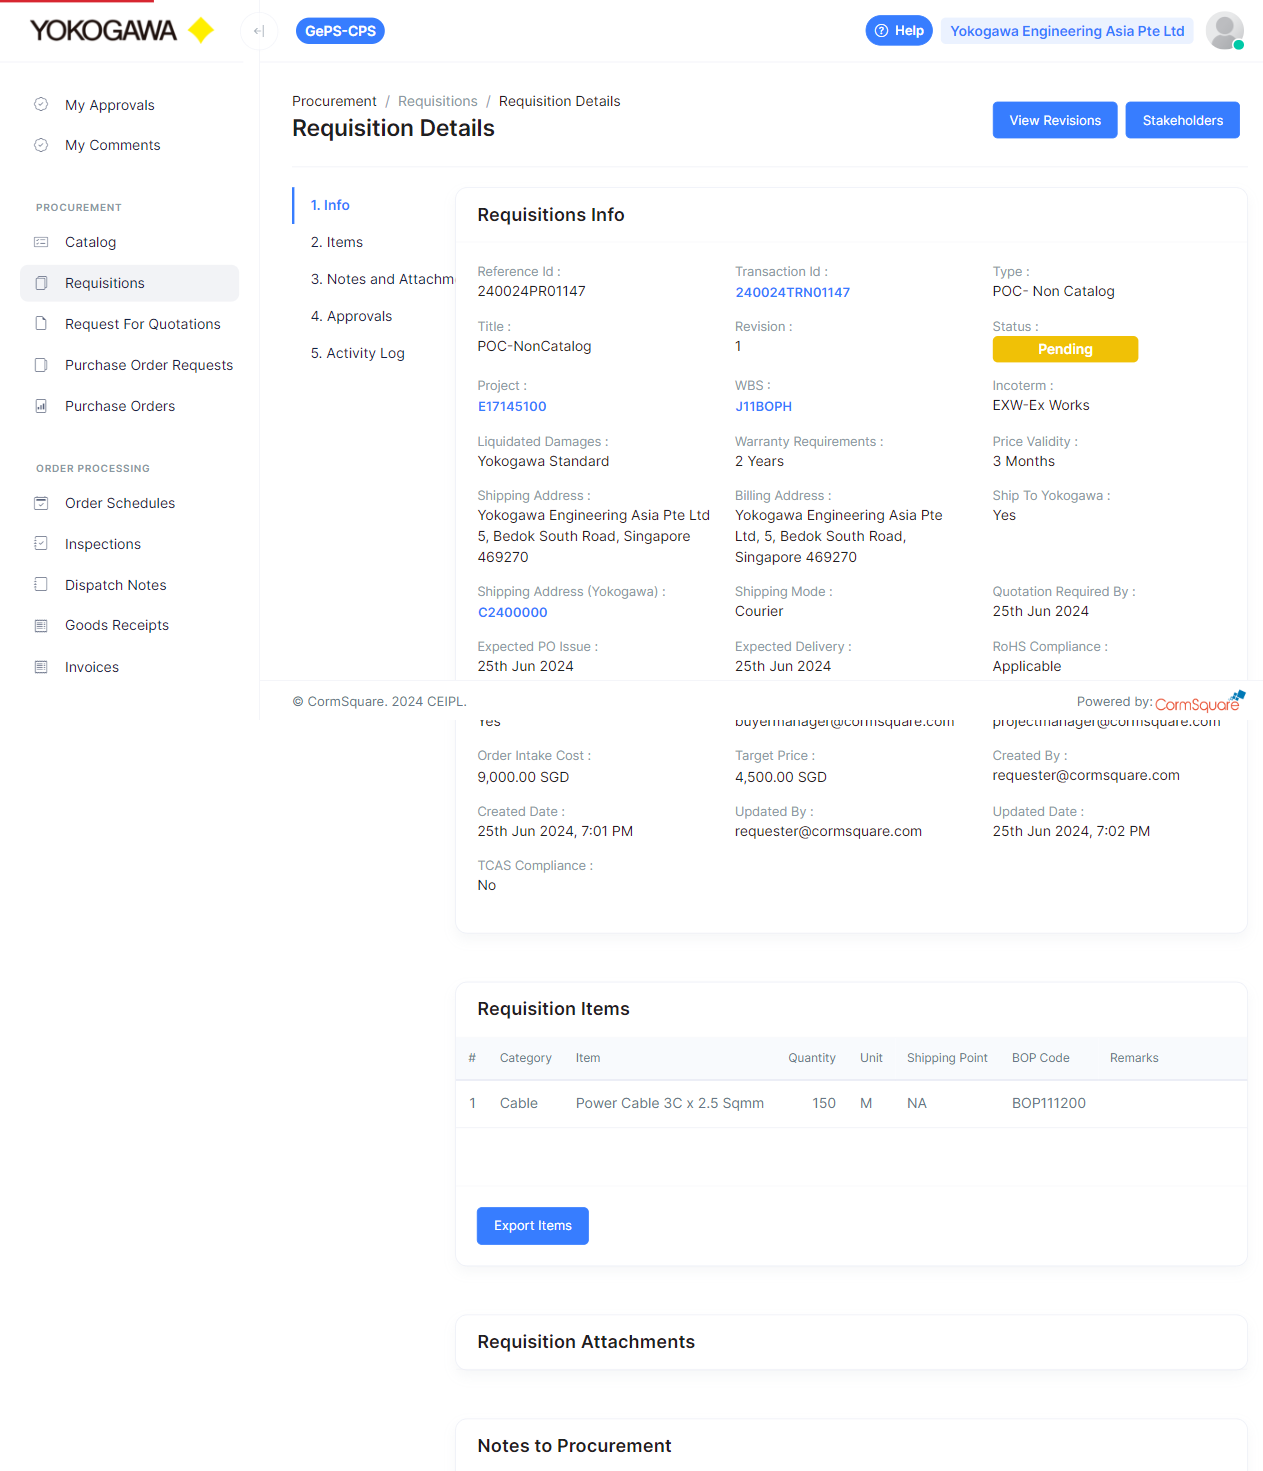 YOKOGAWA
GePS-CPS
Help
Yokogawa Engineering Asia Pte Ltd
My Approvals
My Comments
PROCUREMENT
Catalog
Requisitions
Request For Quotations
Purchase Order Requests
Purchase Orders
ORDER PROCESSING
Order Schedules
Inspections
Dispatch Notes
Goods Receipts
Invoices
Procurement / Requisitions / Requisition Details
Requisition Details
View Revisions
Stakeholders
1. Info
2. Items
3. Notes and Attachm
4. Approvals
5. Activity Log
Requisitions Info
Reference Id :
240024PR01147
Transaction Id :
240024TRN01147
Type :
POC- Non Catalog
Title :
POC-NonCatalog
Revision :
1
Status :
Pending
Project :
E17145100
WBS :
J11BOPH
Incoterm :
EXW-Ex Works
Liquidated Damages :
Yokogawa Standard
Warranty Requirements :
2 Years
Price Validity :
3 Months
Shipping Address :
Yokogawa Engineering Asia Pte Ltd
5, Bedok South Road, Singapore
469270
Billing Address :
Yokogawa Engineering Asia Pte
Ltd, 5, Bedok South Road,
Singapore 469270
Ship To Yokogawa :
Yes
Shipping Address (Yokogawa) :
C2400000
Shipping Mode :
Courier
Quotation Required By :
25th Jun 2024
Expected PO Issue :
25th Jun 2024
Expected Delivery :
25th Jun 2024
RoHS Compliance :
Applicable
© CormSquare. 2024 CEIPL.
Powered by: CormSquare
Yes
buyermanager@cormsquare.com
projectmanager@cormsquare.com
Order Intake Cost :
9,000.00 SGD
Target Price :
4,500.00 SGD
Created By :
requester@cormsquare.com
Created Date :
25th Jun 2024, 7:01 PM
Updated By :
requester@cormsquare.com
Updated Date :
25th Jun 2024, 7:02 PM
TCAS Compliance :
No
Requisition Items
# Category Item Quantity Unit Shipping Point BOP Code Remarks
1 Cable Power Cable 3C x 2.5 Sqmm 150 M NA BOP111200
Export Items
Requisition Attachments
Notes to Procurement